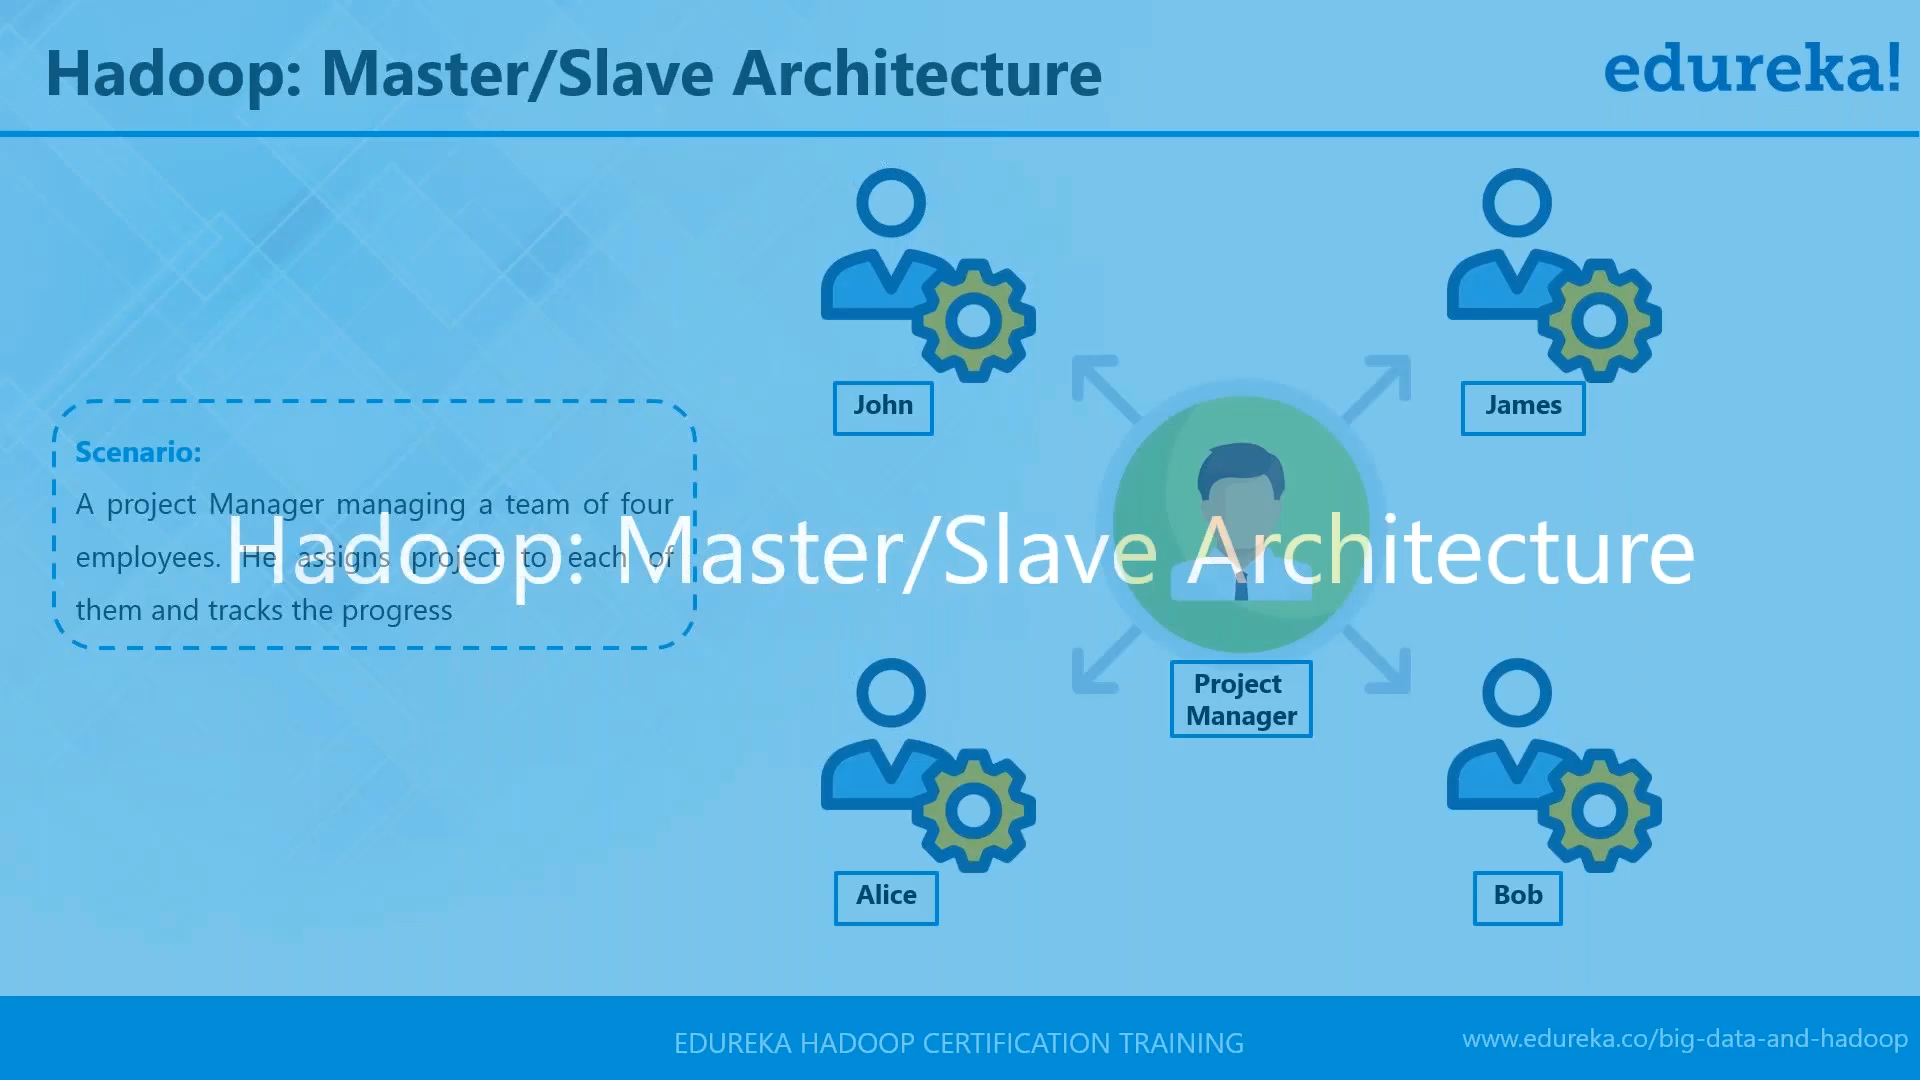 Hadoop: Master/Slave Architecture
edureka!
John
James
Scenario:
A project Manager managing a team of four
employees. He assigns project to each of
them and tracks the progress
Hadoop: Master/Slave Architecture
Project
Manager
Alice
Bob
EDUREKA HADOOP CERTIFICATION TRAINING
www.edureka.co/big-data-and-hadoop